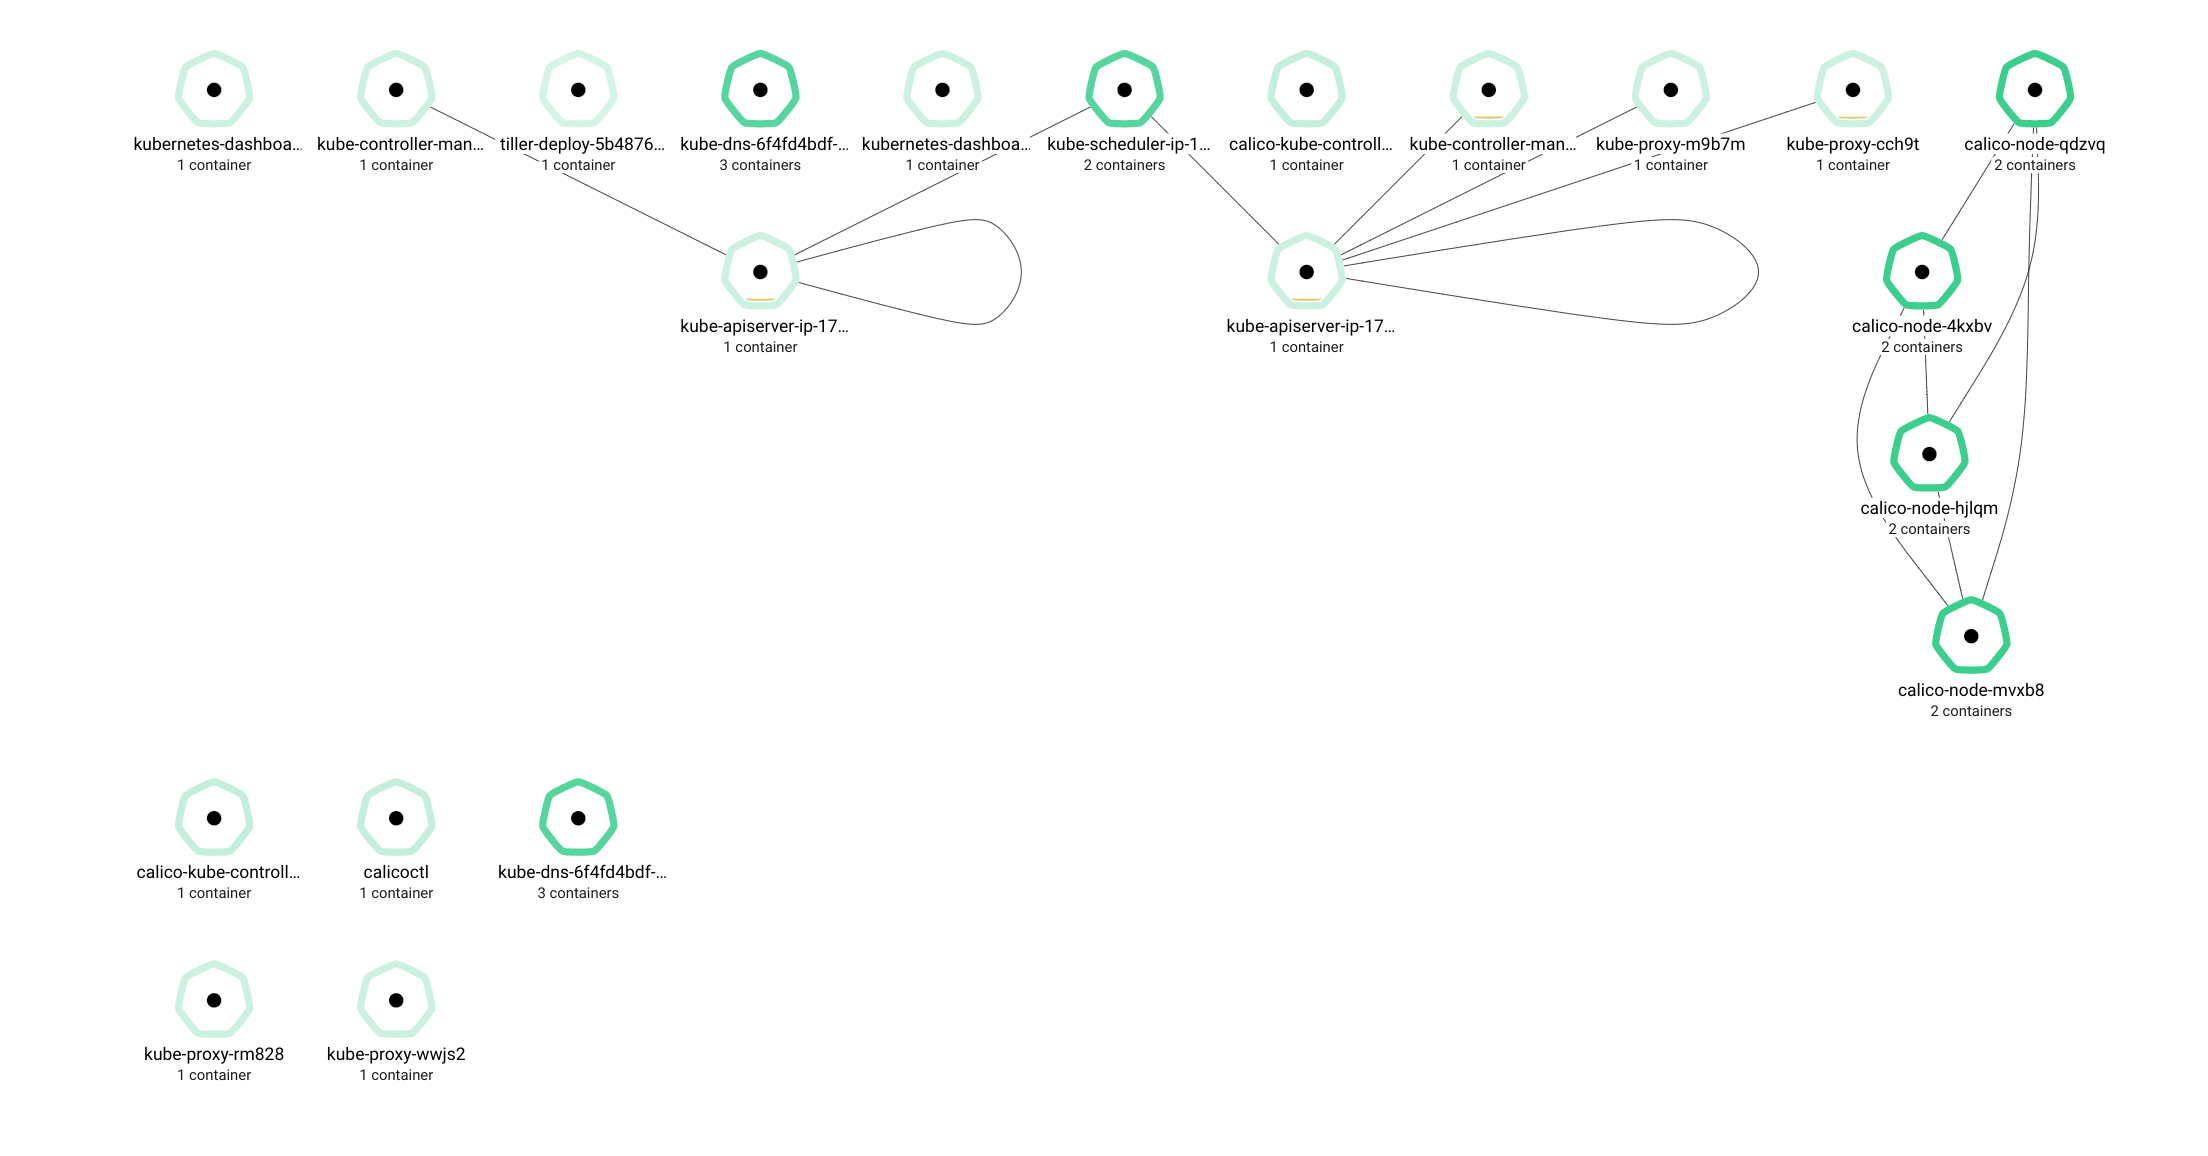 kubernetes-dashboa...
1 container
kube-controller-man...
1 container
tiller-deploy-5b4876...
1 container
kube-dns-6f4fd4bdf-...
3 containers
kubernetes-dashboa...
1 container
kube-scheduler-ip-1...
2 containers
calico-kube-controll...
1 container
kube-controller-man...
1 container
kube-proxy-m9b7m
1 container
kube-proxy-cch9t
1 container
calico-node-qdzvq
2 containers
kube-apiserver-ip-17...
1 container
kube-apiserver-ip-17...
1 container
calico-node-4kxbv
2 containers
calico-node-hjlqm
2 containers
calico-node-mvxb8
2 containers
calico-kube-controll...
1 container
calicoctl
1 container
kube-dns-6f4fd4bdf-...
3 containers
kube-proxy-rm828
1 container
kube-proxy-wwjs2
1 container